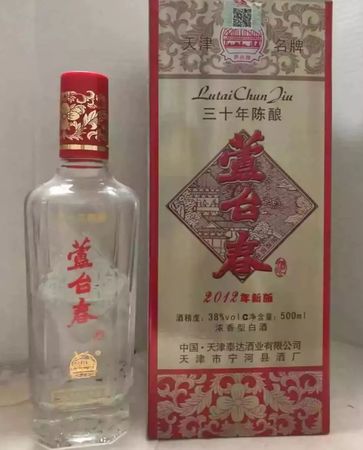 天津
名牌
LutaiChunJiu
三十年陈酿
蘆台春
2012年新版
酒精度：38%vol 净含量：500ml
浓香型白酒
中国·天津泰达酒业有限公司
天津市宁河县酒厂
蘆台春